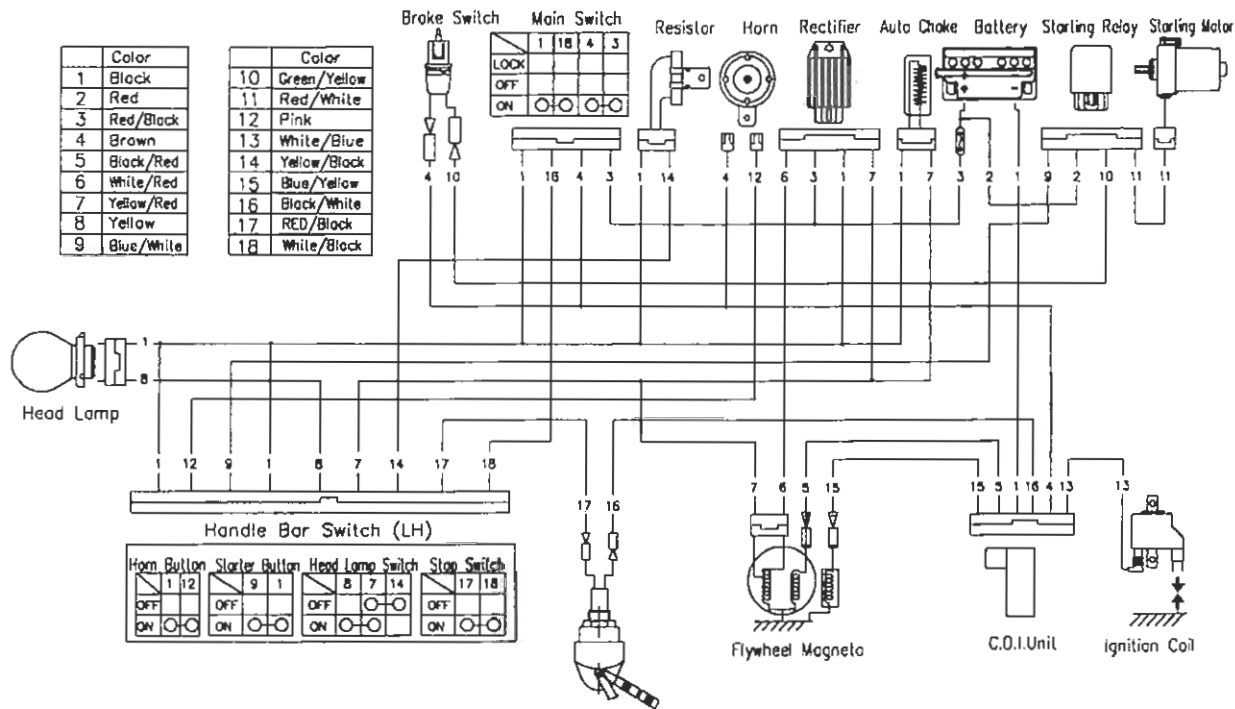 Brake Switch
Main Switch
1 18 4 3
LOCK
OFF
ON
Resistor
Horn
Rectifier
Auto Choke
Battery
Starling Relay
Starling Motor
Color
1 Black
2 Red
3 Red/Black
4 Brown
5 Black/Red
6 White/Red
7 Yellow/Red
8 Yellow
9 Blue/White
Color
10 Green/Yellow
11 Red/White
12 Pink
13 White/Blue
14 Yellow/Black
15 Blue/Yellow
16 Black/White
17 RED/Black
18 White/Black
+ -
4 10 1 16 4 3 1 14 4 12 6 3 1 7 1 7 3 2 1 9 2 10 11 11
1
8
Head Lamp
1 12 9 1 8 7 14 17 18
17 16
7 6 5 15
15 5 1 16 4 13 13
Handle Bar Switch (LH)
Horn Button
1 12
OFF
ON
Starter Button
9 1
OFF
ON
Head Lamp Switch
8 7 14
OFF
ON
Stop Switch
17 18
OFF
ON
Flywheel Magneto
C.D.I.Unit
Ignition Coil